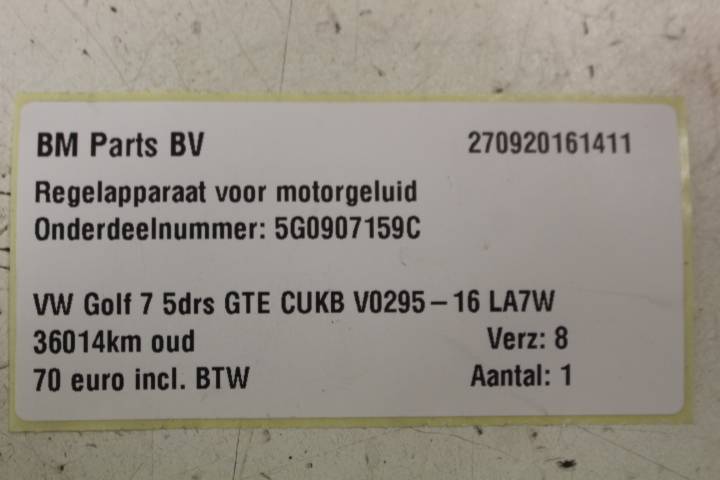 BM Parts BV 270920161411
Regelapparaat voor motorgeluid
Onderdeelnummer: 5G0907159C
VW Golf 7 5drs GTE CUKB V0295-16 LA7W
36014km oud Verz: 8
70 euro incl. BTW Aantal: 1